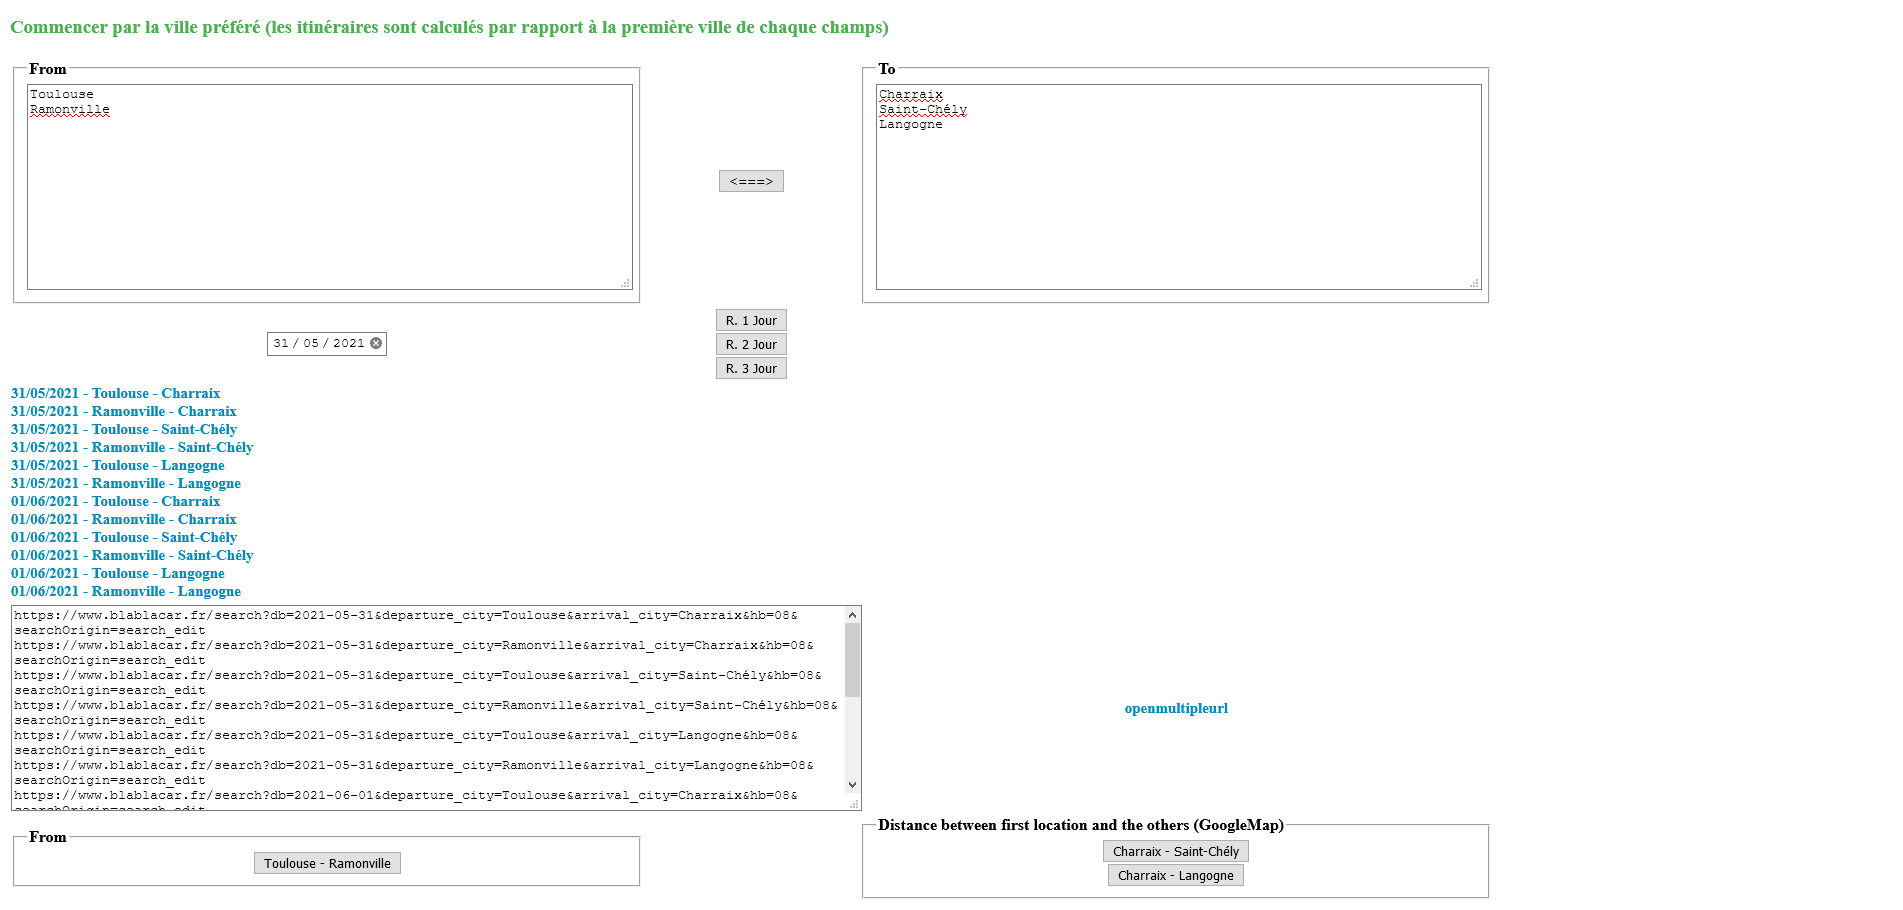 Commencer par la ville préféré (les itinéraires sont calculés par rapport à la première ville de chaque champs)
From
Toulouse
Ramonville
<===>
To
Charraix
Saint-Chély
Langogne
31 / 05 / 2021
R. 1 Jour
R. 2 Jour
R. 3 Jour
31/05/2021 - Toulouse - Charraix
31/05/2021 - Ramonville - Charraix
31/05/2021 - Toulouse - Saint-Chély
31/05/2021 - Ramonville - Saint-Chély
31/05/2021 - Toulouse - Langogne
31/05/2021 - Ramonville - Langogne
01/06/2021 - Toulouse - Charraix
01/06/2021 - Ramonville - Charraix
01/06/2021 - Toulouse - Saint-Chély
01/06/2021 - Ramonville - Saint-Chély
01/06/2021 - Toulouse - Langogne
01/06/2021 - Ramonville - Langogne
https://www.blablacar.fr/search?db=2021-05-31&departure_city=Toulouse&arrival_city=Charraix&hb=08&
searchOrigin=search_edit
https://www.blablacar.fr/search?db=2021-05-31&departure_city=Ramonville&arrival_city=Charraix&hb=08&
searchOrigin=search_edit
https://www.blablacar.fr/search?db=2021-05-31&departure_city=Toulouse&arrival_city=Saint-Chély&hb=08&
searchOrigin=search_edit
https://www.blablacar.fr/search?db=2021-05-31&departure_city=Ramonville&arrival_city=Saint-Chély&hb=08&
searchOrigin=search_edit
https://www.blablacar.fr/search?db=2021-05-31&departure_city=Toulouse&arrival_city=Langogne&hb=08&
searchOrigin=search_edit
https://www.blablacar.fr/search?db=2021-05-31&departure_city=Ramonville&arrival_city=Langogne&hb=08&
searchOrigin=search_edit
https://www.blablacar.fr/search?db=2021-06-01&departure_city=Toulouse&arrival_city=Charraix&hb=08&
searchOrigin=search_edit
openmultipleurl
From
Toulouse - Ramonville
Distance between first location and the others (GoogleMap)
Charraix - Saint-Chély
Charraix - Langogne